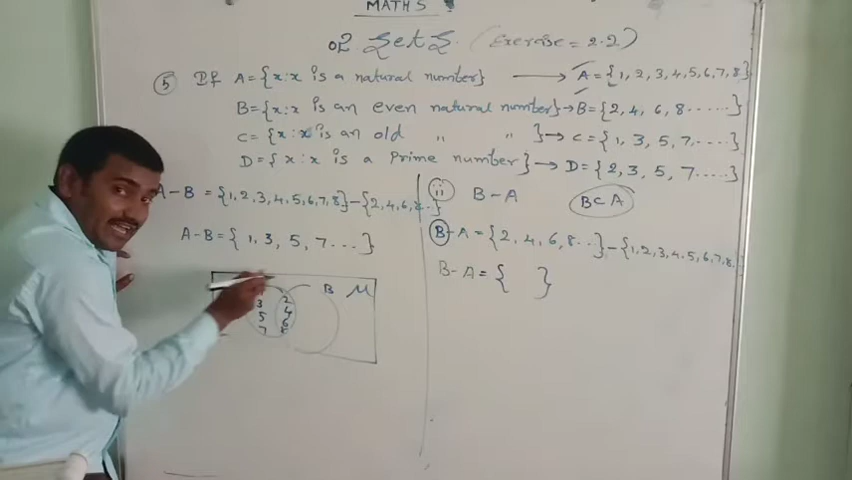 MATHS
of Sets. (Exercise = 2.2)
5 If A={x:x is a natural number} → A={1,2,3,4,5,6,7,8}
B={x:x is an even natural number}→B={2,4,6,8......}
C={x:x is an old " " }→C={1,3,5,7,....}
D={x:x is a Prime number}→D={2,3,5,7....}
A-B={1,2,3,4,5,6,7,8}-{2,4,6,8..}
A-B={1,3,5,7...}
B μ
3 2
5 4
7 6
8
ii B-A
B⊂A
B-A={2,4,6,8..}-{1,2,3,4,5,6,7,8.
B-A={ }